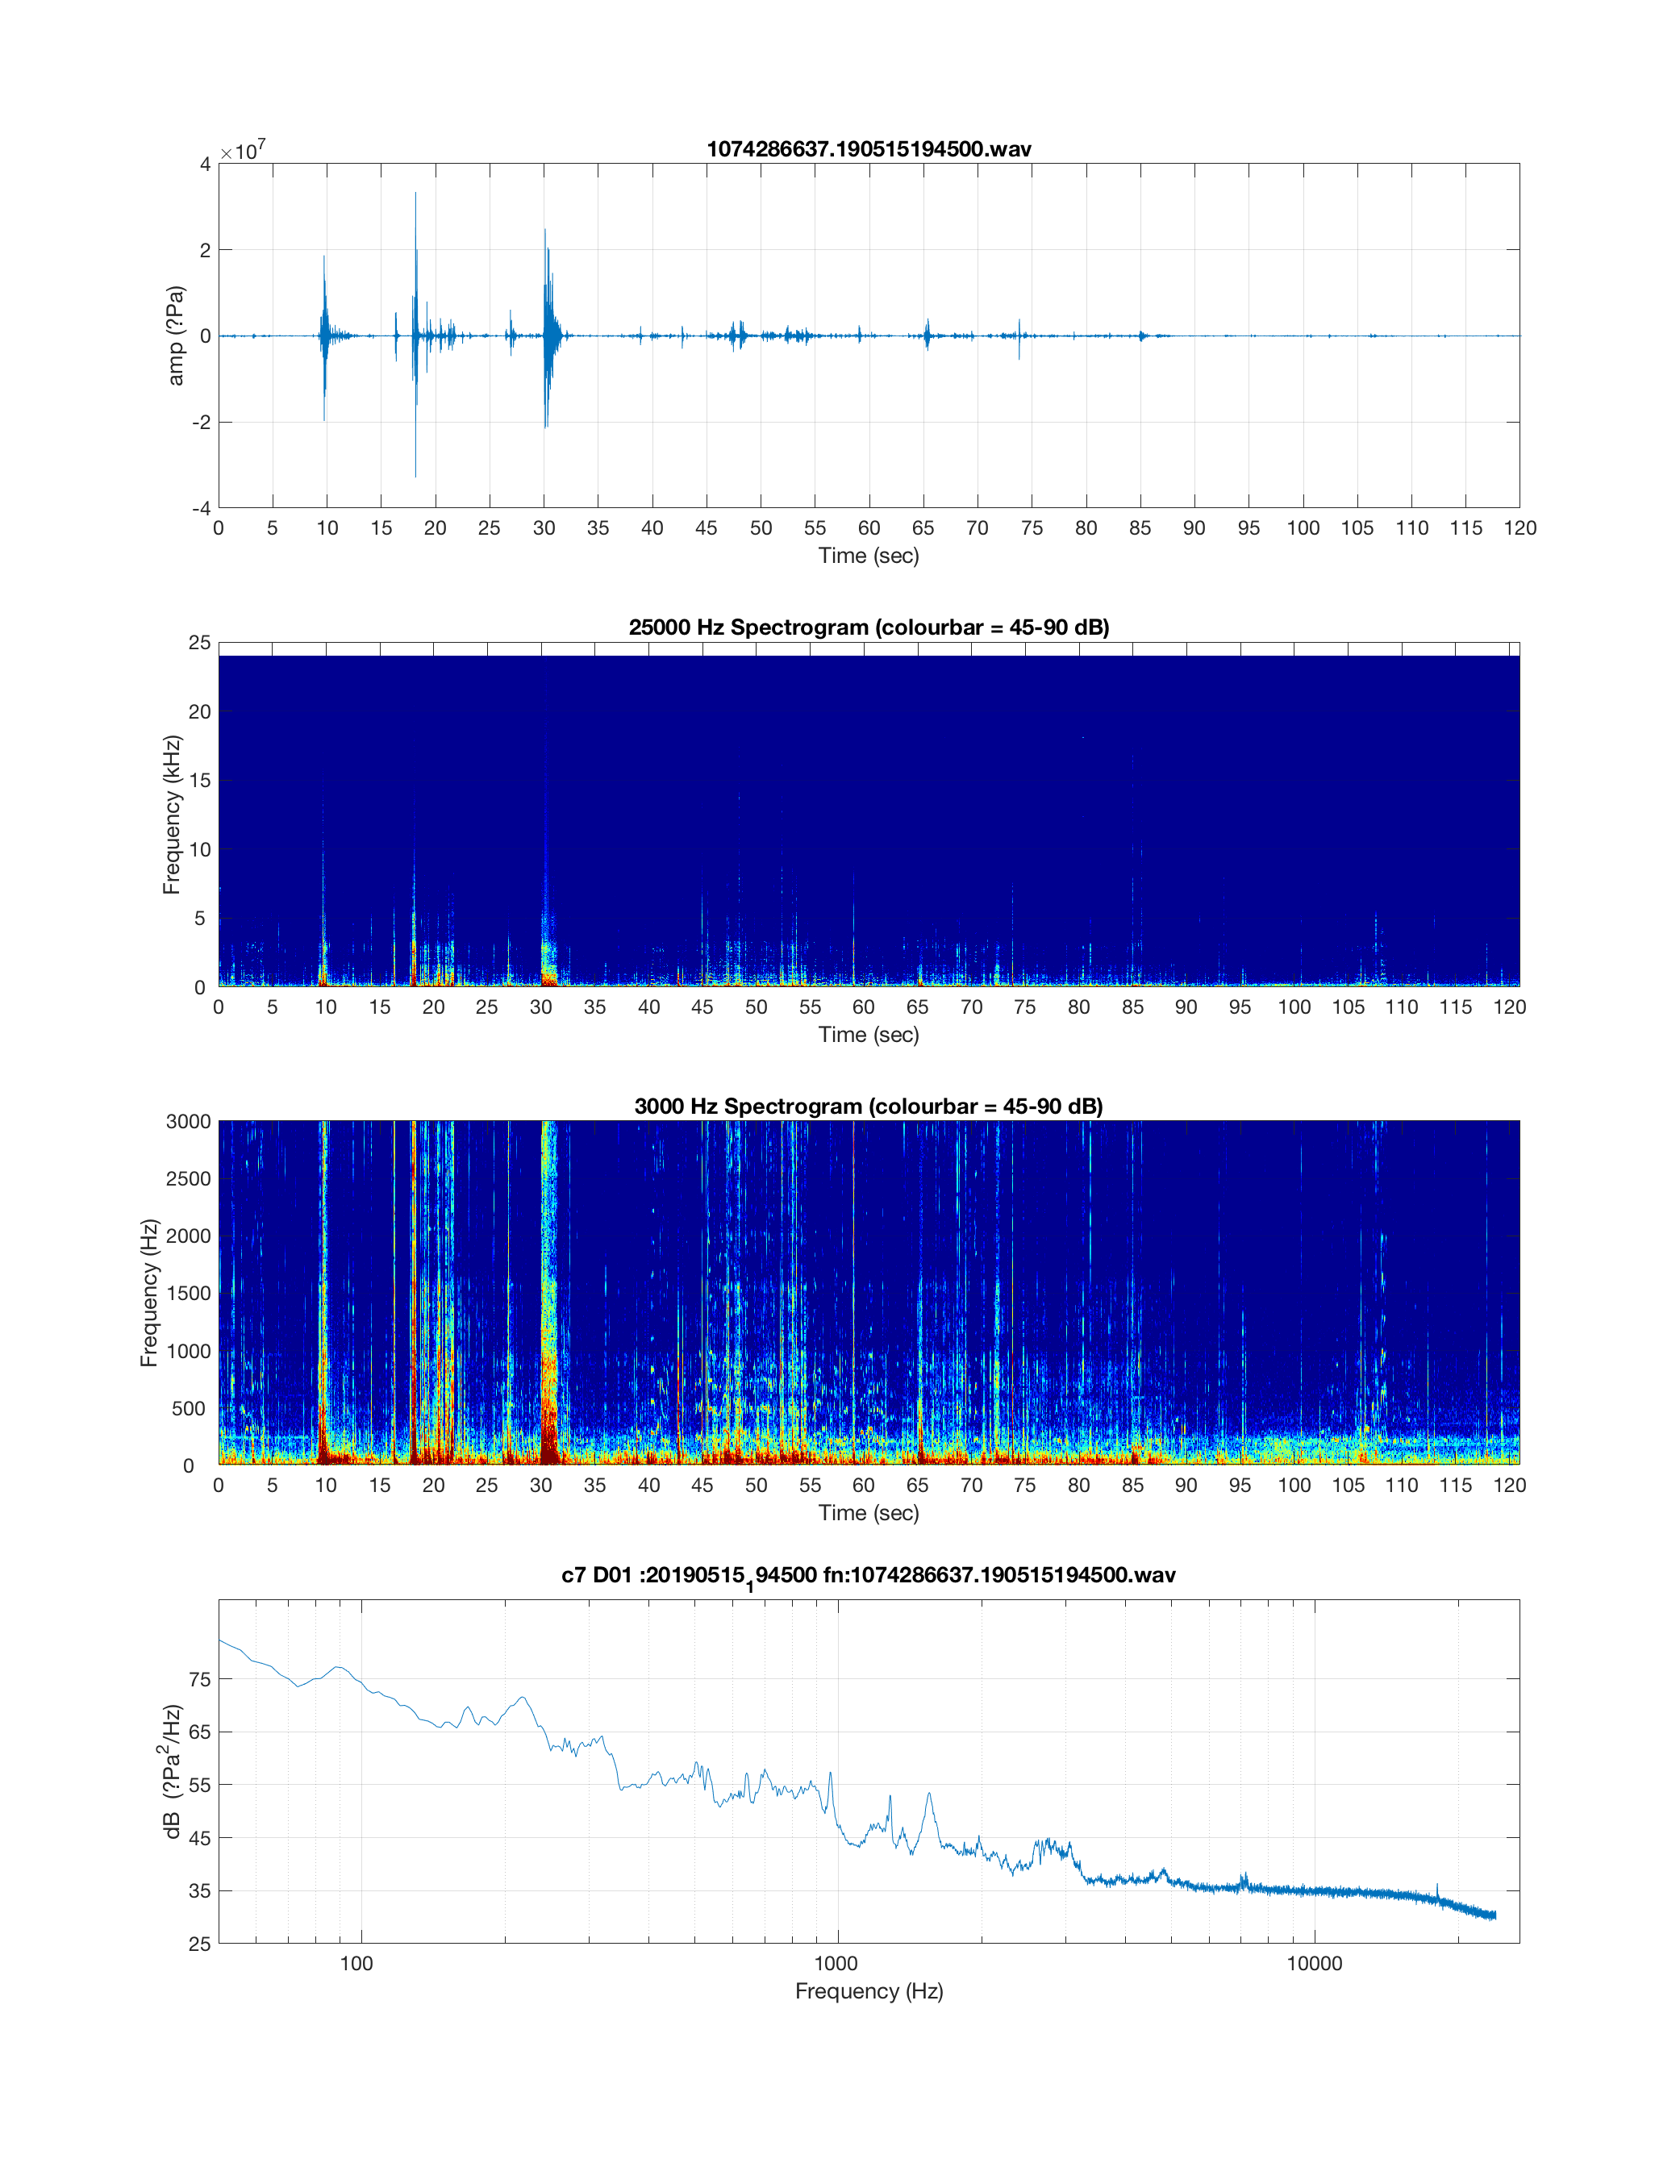 1074286637.190515194500.wav
×10⁷
4
2
0
-2
-4
amp (?Pa)
0 5 10 15 20 25 30 35 40 45 50 55 60 65 70 75 80 85 90 95 100 105 110 115 120
Time (sec)
25000 Hz Spectrogram (colourbar = 45-90 dB)
25
20
15
10
5
0
Frequency (kHz)
0 5 10 15 20 25 30 35 40 45 50 55 60 65 70 75 80 85 90 95 100 105 110 115 120
Time (sec)
3000 Hz Spectrogram (colourbar = 45-90 dB)
3000
2500
2000
1500
1000
500
0
Frequency (Hz)
0 5 10 15 20 25 30 35 40 45 50 55 60 65 70 75 80 85 90 95 100 105 110 115 120
Time (sec)
c7 D01 :20190515₁94500 fn:1074286637.190515194500.wav
75
65
55
45
35
25
dB (?Pa²/Hz)
100 1000 10000
Frequency (Hz)